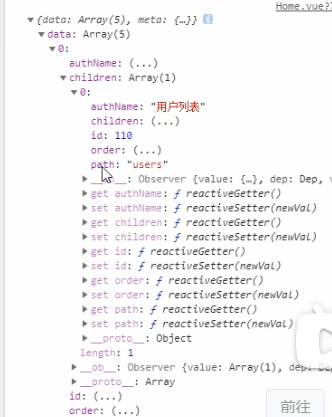 Home.vue?
{data: Array(5), meta: {…}} i
data: Array(5)
0:
authName: (...)
children: Array(1)
0:
authName: "用户列表"
children: (...)
id: 110
order: (...)
path: "users"
__ob__: Observer {value: {…}, dep: Dep, v
get authName: ƒ reactiveGetter()
set authName: ƒ reactiveSetter(newVal)
get children: ƒ reactiveGetter()
set children: ƒ reactiveSetter(newVal)
get id: ƒ reactiveGetter()
set id: ƒ reactiveSetter(newVal)
get order: ƒ reactiveGetter()
set order: ƒ reactiveSetter(newVal)
get path: ƒ reactiveGetter()
set path: ƒ reactiveSetter(newVal)
__proto__: Object
length: 1
__ob__: Observer {value: Array(1), dep: Dep
__proto__: Array
id: (...)
order: (...)
前往